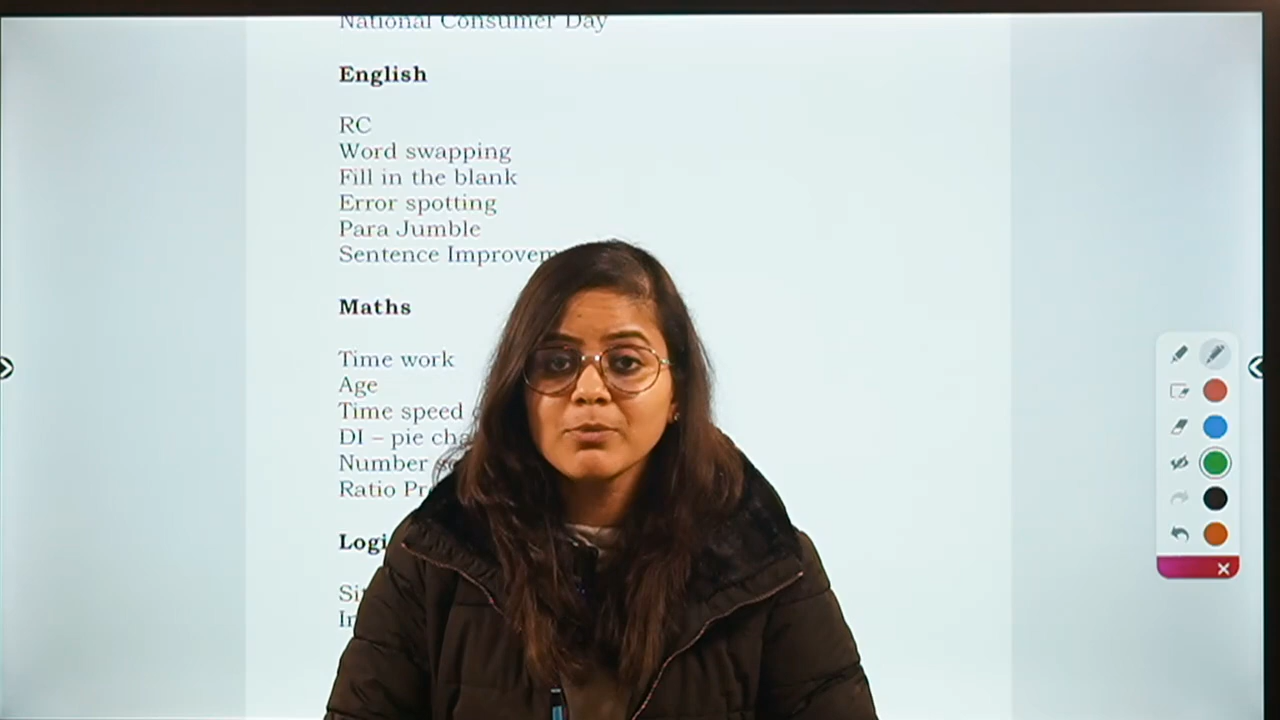 National Consumer Day
English
RC
Word swapping
Fill in the blank
Error spotting
Para Jumble
Sentence
Maths
Time work
Age
Time speed
DI – pie
Number
Ratio